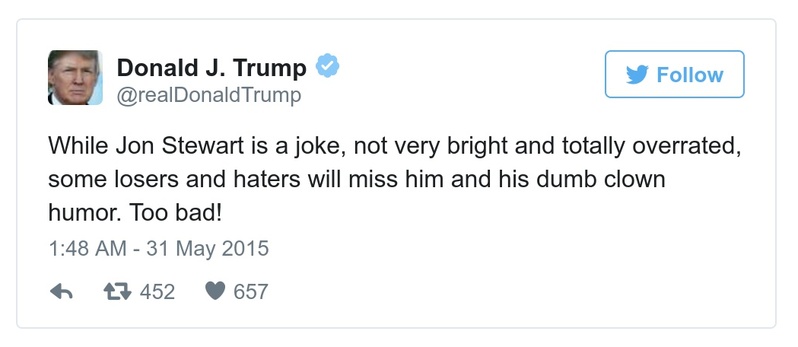 Donald J. Trump
@realDonaldTrump
Follow
While Jon Stewart is a joke, not very bright and totally overrated,
some losers and haters will miss him and his dumb clown
humor. Too bad!
1:48 AM - 31 May 2015
452 657